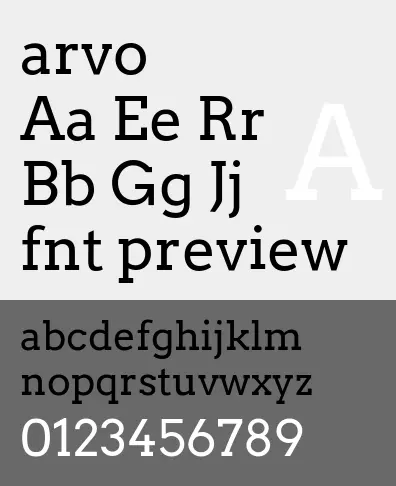 arvo
Aa Ee Rr
A
Bb Gg Jj
fnt preview
abcdefghijklm
nopqrstuvwxyz
0123456789